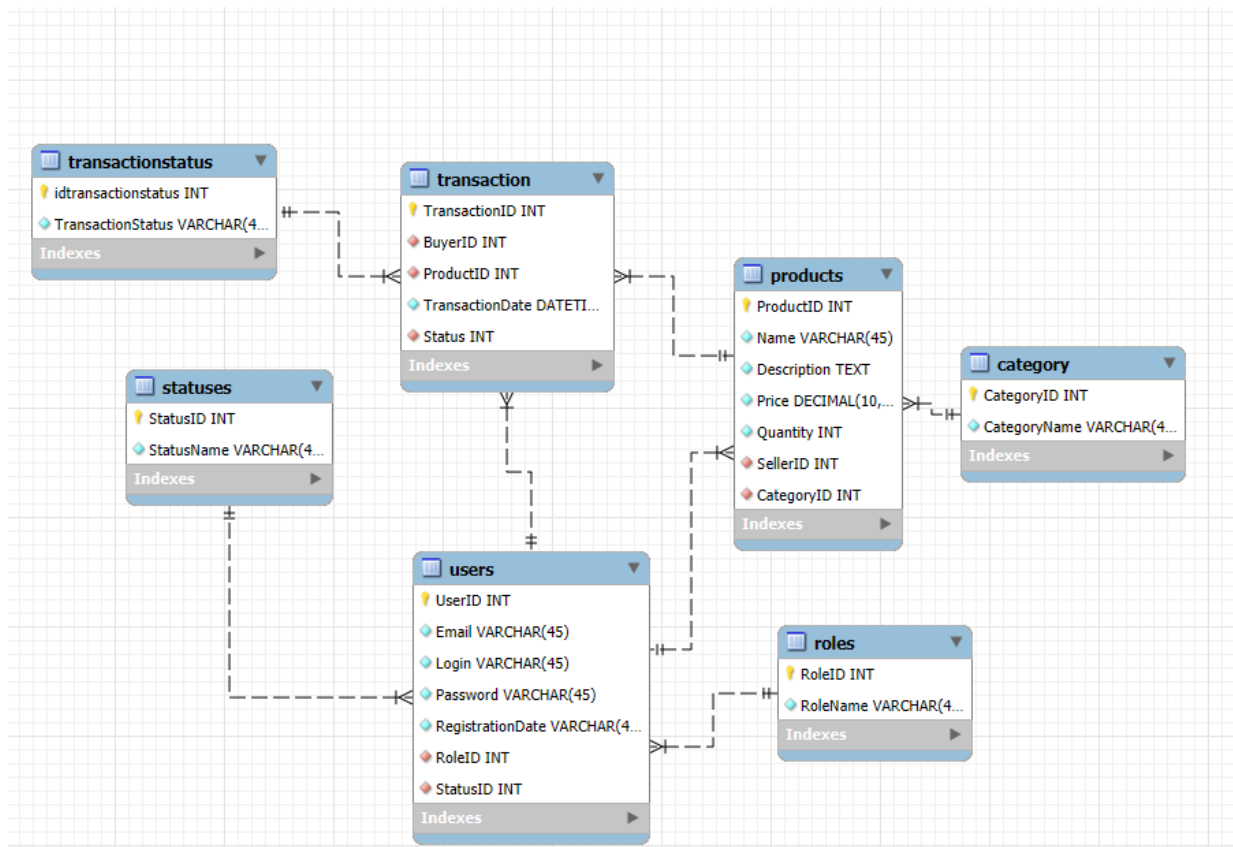 transactionstatus
idtransactionstatus INT
TransactionStatus VARCHAR(4...
Indexes
transaction
TransactionID INT
BuyerID INT
ProductID INT
TransactionDate DATETI...
Status INT
Indexes
products
ProductID INT
Name VARCHAR(45)
Description TEXT
Price DECIMAL(10,...
Quantity INT
SellerID INT
CategoryID INT
Indexes
category
CategoryID INT
CategoryName VARCHAR(4...
Indexes
statuses
StatusID INT
StatusName VARCHAR(4...
Indexes
users
UserID INT
Email VARCHAR(45)
Login VARCHAR(45)
Password VARCHAR(45)
RegistrationDate VARCHAR(4...
RoleID INT
StatusID INT
Indexes
roles
RoleID INT
RoleName VARCHAR(4...
Indexes